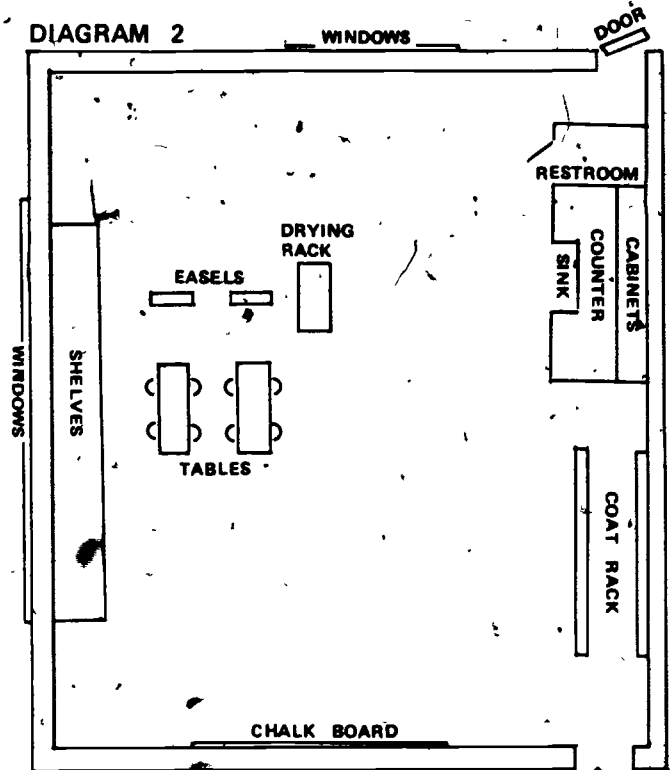 DIAGRAM 2
WINDOWS
DOOR
RESTROOM
DRYING
RACK
EASELS
SINK
COUNTER
CABINETS
WINDOWS
SHELVES
TABLES
COAT RACK
CHALK BOARD